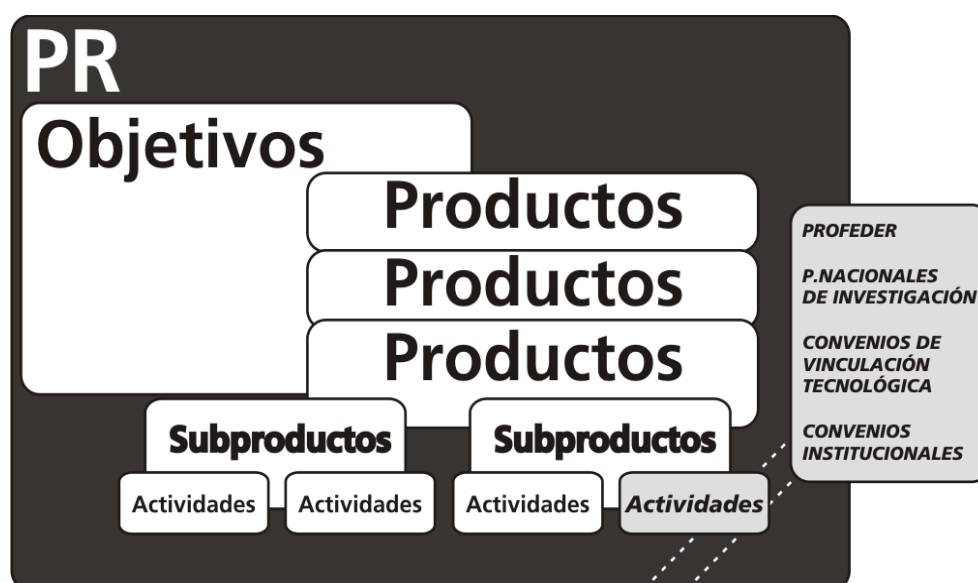 PR
Objetivos
Productos
Productos
Productos
Subproductos
Subproductos
Actividades
Actividades
Actividades
Actividades
PROFEDER
P.NACIONALES
DE INVESTIGACIÓN
CONVENIOS DE
VINCULACIÓN
TECNOLÓGICA
CONVENIOS
INSTITUCIONALES